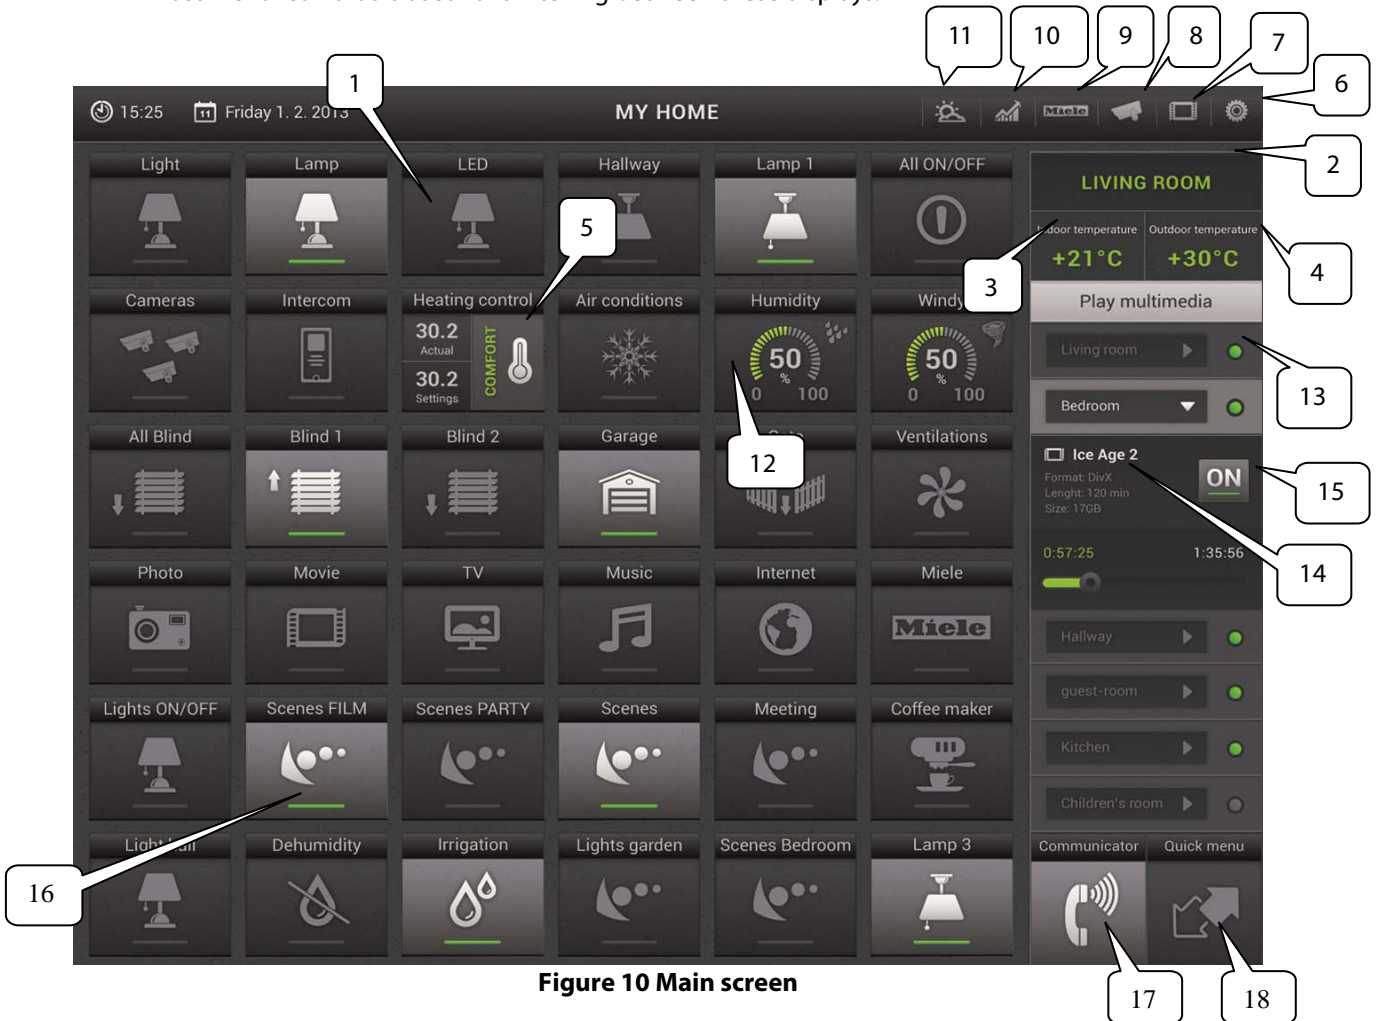 11 10 9 8 7
1 6
15:25 11 Friday 1. 2. 2013 MY HOME Miele
2
Light Lamp LED Hallway Lamp 1 All ON/OFF LIVING ROOM
5
Indoor temperature Outdoor temperature
+21°C +30°C
3 4
Cameras Intercom Heating control Air conditions Humidity Windy Play multimedia
30.2 Actual COMFORT 50 % 0 100 50 % 0 100
30.2 Settings
Living room
13
Bedroom
All Blind Blind 1 Blind 2 Garage Ventilations
12
Ice Age 2
Format: DivX
Lenght: 120 min
Size: 17GB
ON
15
0:57:25 1:35:56
14
Photo Movie TV Music Internet Miele
Miele
Hallway
guest-room
Lights ON/OFF Scenes FILM Scenes PARTY Scenes Meeting Coffee maker
Kitchen
Children's room
Dehumidity Irrigation Lights garden Scenes Bedroom Lamp 3 Communicator Quick menu
16
Figure 10 Main screen
17 18